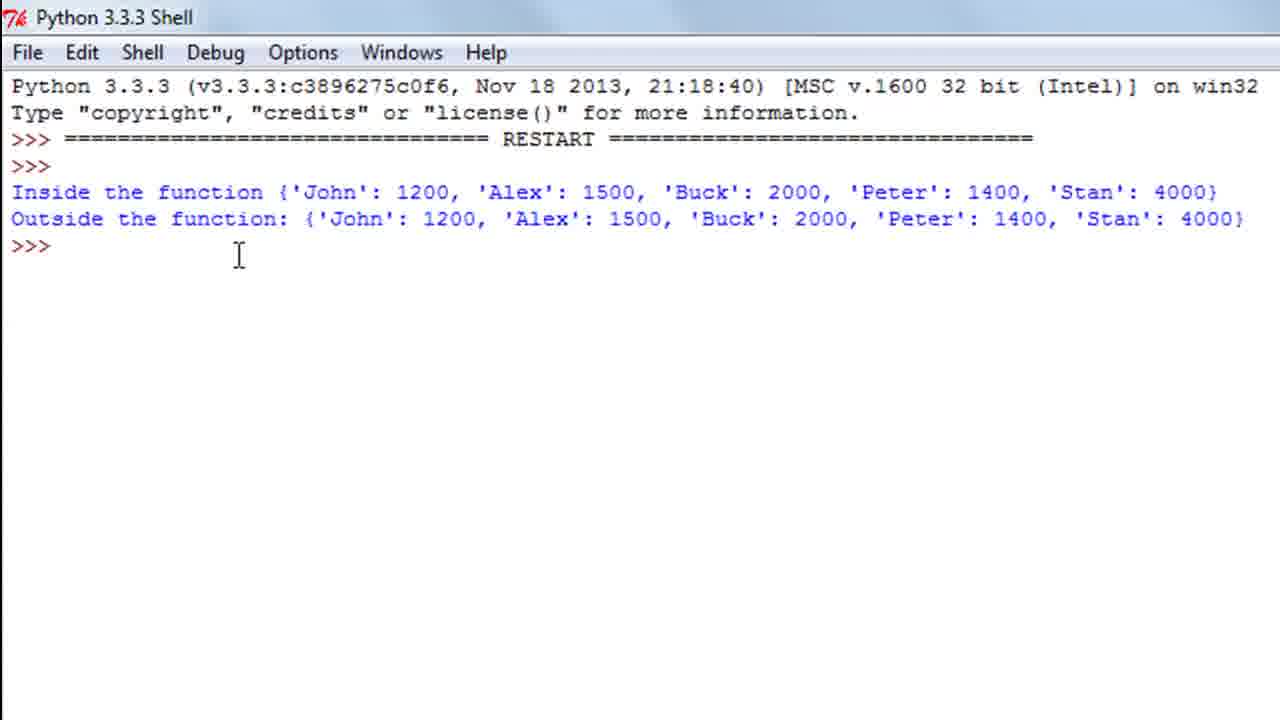 Python 3.3.3 Shell
File Edit Shell Debug Options Windows Help
Python 3.3.3 (v3.3.3:c3896275c0f6, Nov 18 2013, 21:18:40) [MSC v.1600 32 bit (Intel)] on win32
Type "copyright", "credits" or "license()" for more information.
>>> ================================ RESTART ================================
>>>
Inside the function {'John': 1200, 'Alex': 1500, 'Buck': 2000, 'Peter': 1400, 'Stan': 4000}
Outside the function: {'John': 1200, 'Alex': 1500, 'Buck': 2000, 'Peter': 1400, 'Stan': 4000}
>>>